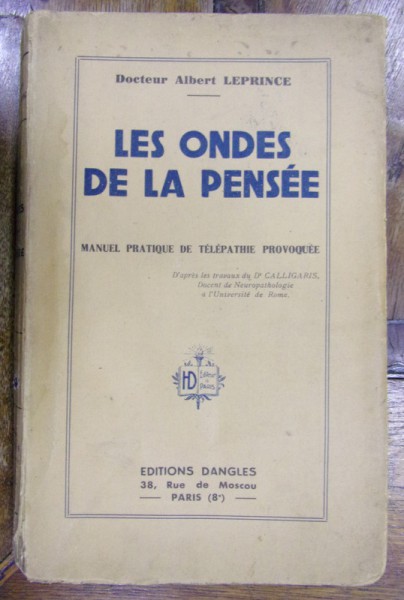 Docteur Albert LEPRINCE
LES ONDES
DE LA PENSÉE
MANUEL PRATIQUE DE TÉLÉPATHIE PROVOQUÉE
D'après les travaux du Dr CALLIGARIS,
Docent de Neuropathologie
à l'Université de Rome.
HD
EDITIONS DANGLES
38, Rue de Moscou
PARIS (8e)